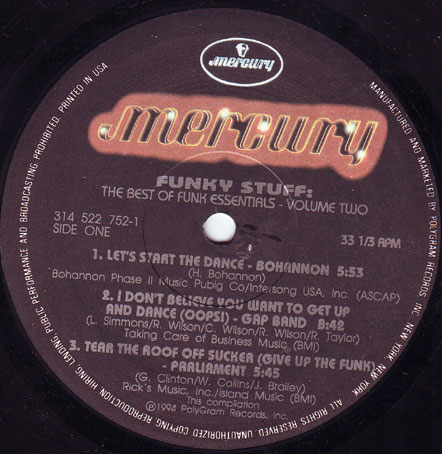 mercury
mercury
FUNKY STUFF:
THE BEST OF FUNK ESSENTIALS - VOLUME TWO
314 522 752-1
SIDE ONE
33 1/3 RPM
1. LET'S START THE DANCE - BOHANNON 5:53
(H. Bohannon)
Bohannon Phase II Music Publg Co/Intersong USA, Inc. (ASCAP)
2. I DON'T BELIEVE YOU WANT TO GET UP
AND DANCE (OOPS!) - GAP BAND 8:42
(L. Simmons/R. Wilson/C. Wilson/R. Wilson/R. Taylor)
Taking Care of Business Music (BMI)
3. TEAR THE ROOF OFF SUCKER (GIVE UP THE FUNK)
- PARLIAMENT 5:45
(G. Clinton/W. Collins/J. Brailey)
Rick's Music, Inc./Island Music (BMI)
This compilation
℗1994 PolyGram Records, Inc.
MANUFACTURED AND MARKETED BY POLYGRAM RECORDS INC. NEW YORK, NEW YORK. ALL RIGHTS RESERVED. UNAUTHORIZED COPYING, REPRODUCTION, HIRING, LENDING, PUBLIC PERFORMANCE AND BROADCASTING PROHIBITED. PRINTED IN USA